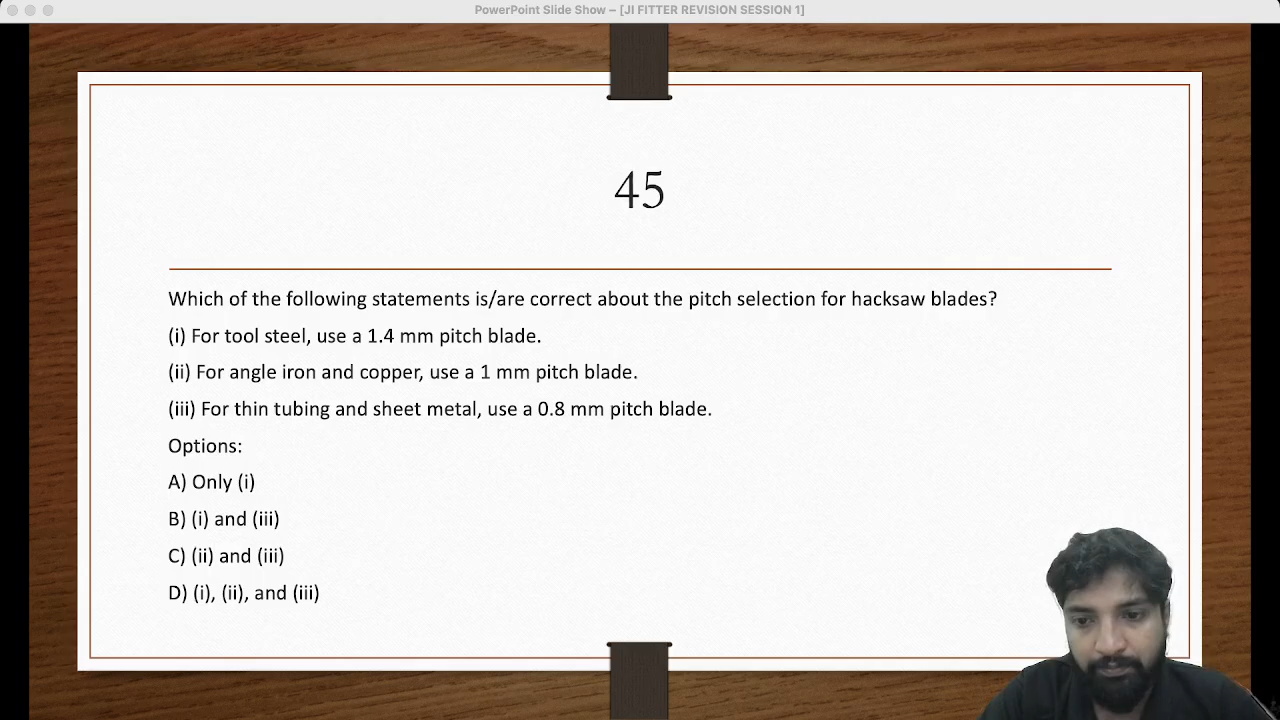 PowerPoint Slide Show – [JI FITTER REVISION SESSION 1]
45
Which of the following statements is/are correct about the pitch selection for hacksaw blades?
(i) For tool steel, use a 1.4 mm pitch blade.
(ii) For angle iron and copper, use a 1 mm pitch blade.
(iii) For thin tubing and sheet metal, use a 0.8 mm pitch blade.
Options:
A) Only (i)
B) (i) and (iii)
C) (ii) and (iii)
D) (i), (ii), and (iii)